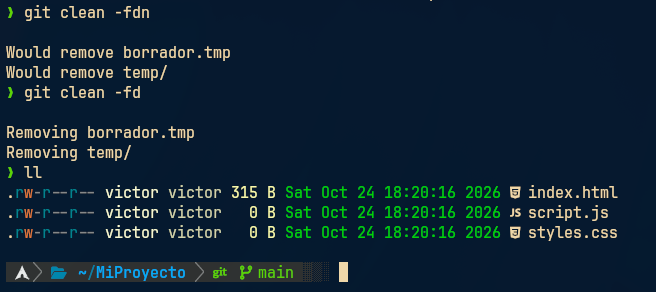 ❯ git clean -fdn
Would remove borrador.tmp
Would remove temp/
❯ git clean -fd
Removing borrador.tmp
Removing temp/
❯ ll
.rw-r--r-- victor victor 315 B Sat Oct 24 18:20:16 2026 index.html
.rw-r--r-- victor victor   0 B Sat Oct 24 18:20:16 2026 JS script.js
.rw-r--r-- victor victor   0 B Sat Oct 24 18:20:16 2026 styles.css
~/MiProyecto git main